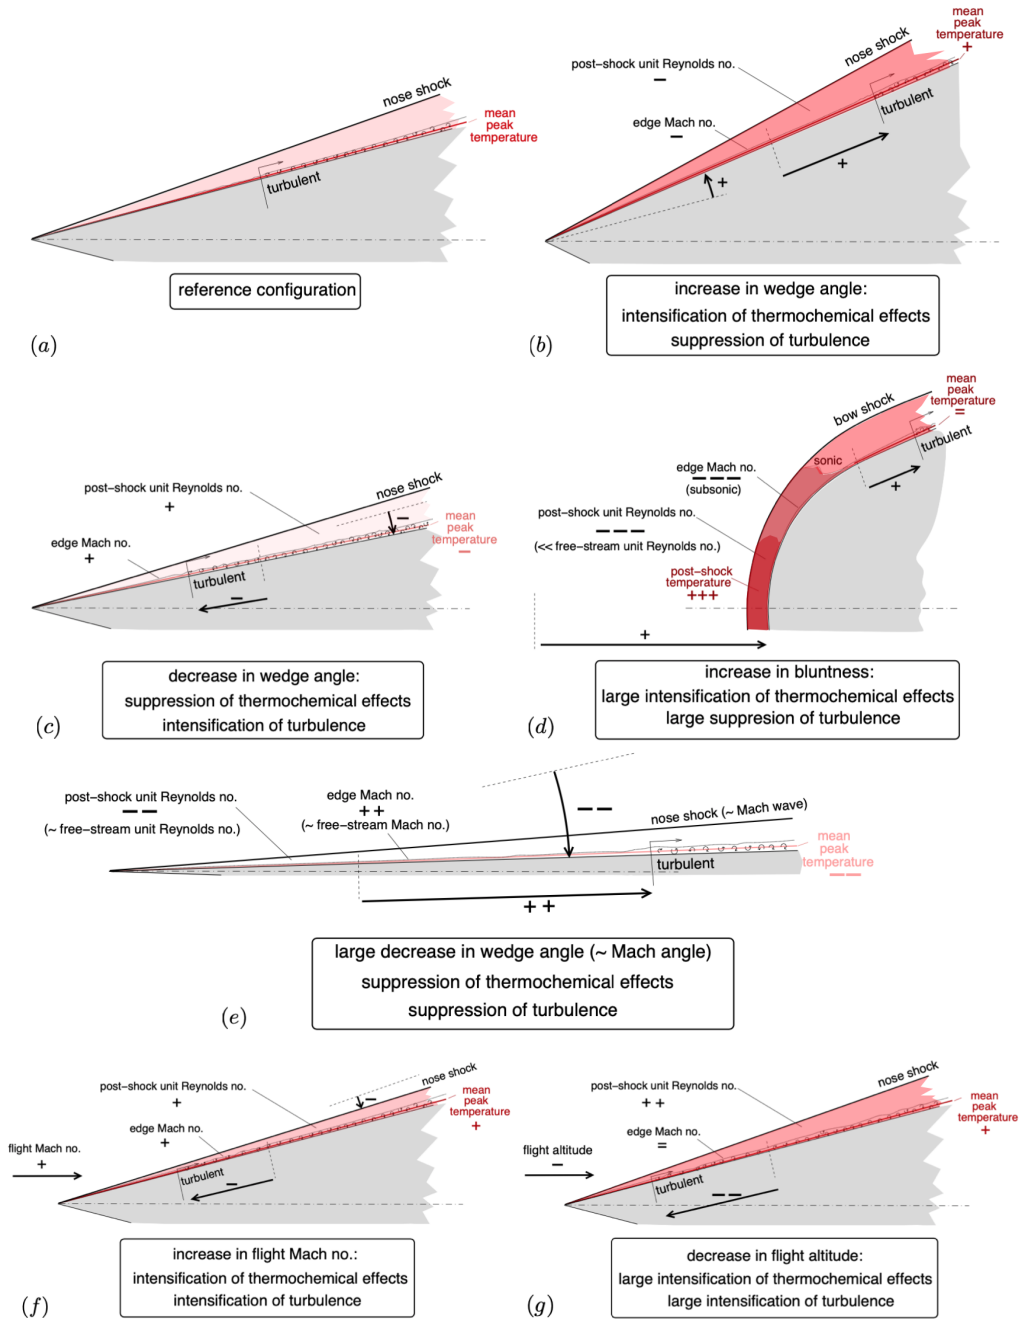 nose shock
mean
peak
temperature
turbulent
reference configuration
(a)
mean
peak
temperature
+
nose shock
post-shock unit Reynolds no.
−
edge Mach no.
−
turbulent
+
+
increase in wedge angle:
intensification of thermochemical effects
suppression of turbulence
(b)
nose shock
post-shock unit Reynolds no.
+
−
mean
peak
temperature
−
edge Mach no.
+
turbulent
−
decrease in wedge angle:
suppression of thermochemical effects
intensification of turbulence
(c)
mean
peak
temperature
=
bow shock
turbulent
sonic
edge Mach no.
− − −
(subsonic)
+
post-shock unit Reynolds no.
− − −
(<< free-stream unit Reynolds no.)
post-shock
temperature
+++
+
increase in bluntness:
large intensification of thermochemical effects
large suppresion of turbulence
(d)
post-shock unit Reynolds no.
− −
(~ free-stream unit Reynolds no.)
edge Mach no.
++
(~ free-stream Mach no.)
− −
nose shock (~ Mach wave)
mean
peak
temperature
− −
turbulent
++
large decrease in wedge angle (~ Mach angle)
suppression of thermochemical effects
suppression of turbulence
(e)
nose shock
post-shock unit Reynolds no.
+
−
mean
peak
temperature
+
edge Mach no.
+
flight Mach no.
+
turbulent
−
increase in flight Mach no.:
intensification of thermochemical effects
intensification of turbulence
(f)
nose shock
post-shock unit Reynolds no.
++
mean
peak
temperature
+
edge Mach no.
=
flight altitude
−
turbulent
− −
decrease in flight altitude:
large intensification of thermochemical effects
large intensification of turbulence
(g)